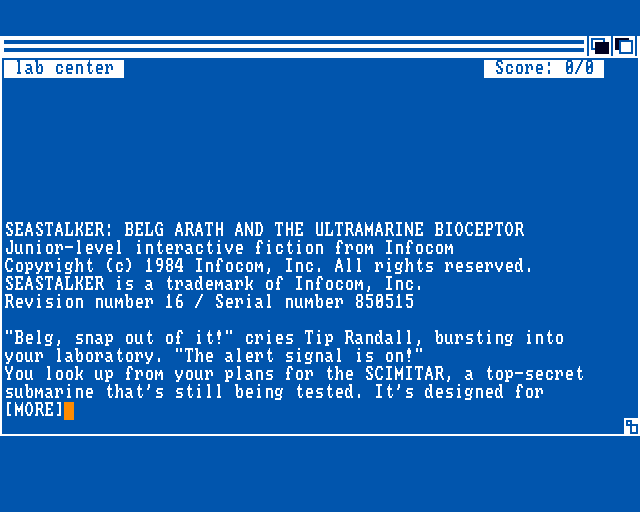 lab center
Score: 0/0
SEASTALKER: BELG ARATH AND THE ULTRAMARINE BIOCEPTOR
Junior-level interactive fiction from Infocom
Copyright (c) 1984 Infocom, Inc. All rights reserved.
SEASTALKER is a trademark of Infocom, Inc.
Revision number 16 / Serial number 850515
"Belg, snap out of it!" cries Tip Randall, bursting into
your laboratory. "The alert signal is on!"
You look up from your plans for the SCIMITAR, a top-secret
submarine that's still being tested. It's designed for
[MORE]